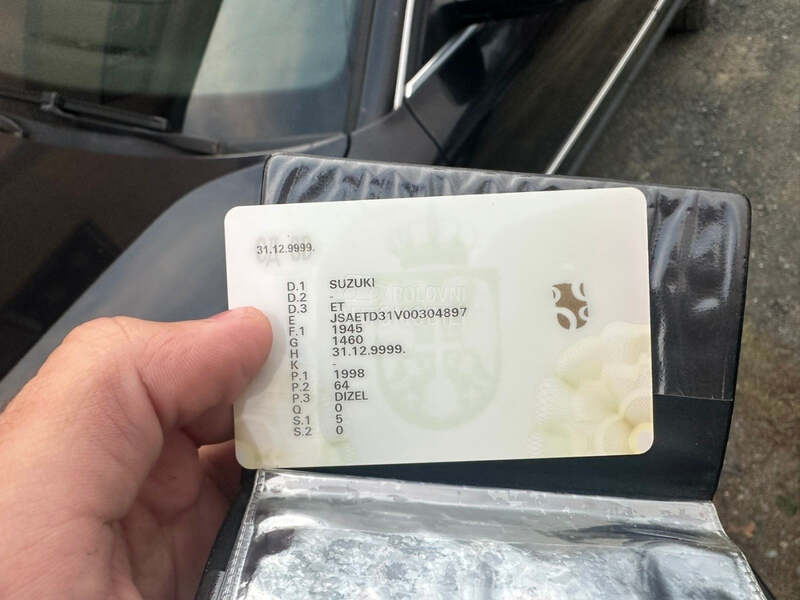 31.12.9999.
D.1 SUZUKI
D.2 -
D.3 ET
E JSAETD31V00304897
F.1 1945
G 1460
H 31.12.9999.
K -
P.1 1998
P.2 64
P.3 DIZEL
Q 0
S.1 5
S.2 0